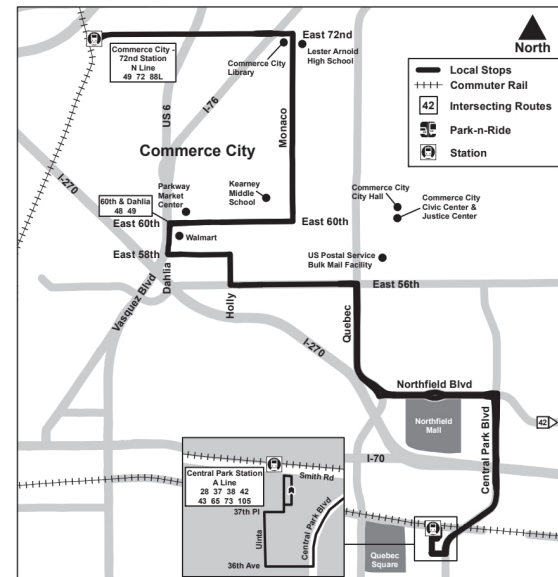 East 72nd
North
Commerce City -
72nd Station
N Line
49 72 88L
Commerce City
Library
Lester Arnold
High School
Local Stops
Commuter Rail
42
Intersecting Routes
Park-n-Ride
Station
US 6
I-76
Monaco
Commerce City
I-270
Parkway
Market
Center
Kearney
Middle
School
Commerce City
City Hall
Commerce City
Civic Center &
Justice Center
60th & Dahlia
48 49
East 60th
East 60th
Walmart
East 58th
US Postal Service
Bulk Mail Facility
Vasquez Blvd
Dahlia
Holly
East 56th
Quebec
I-270
Northfield Blvd
Northfield
Mall
Central Park Blvd
42
I-70
Central Park Station
A Line
28 37 38 42
43 65 73 105
Smith Rd
37th Pl
Uinta
Central Park Blvd
36th Ave
Quebec
Square